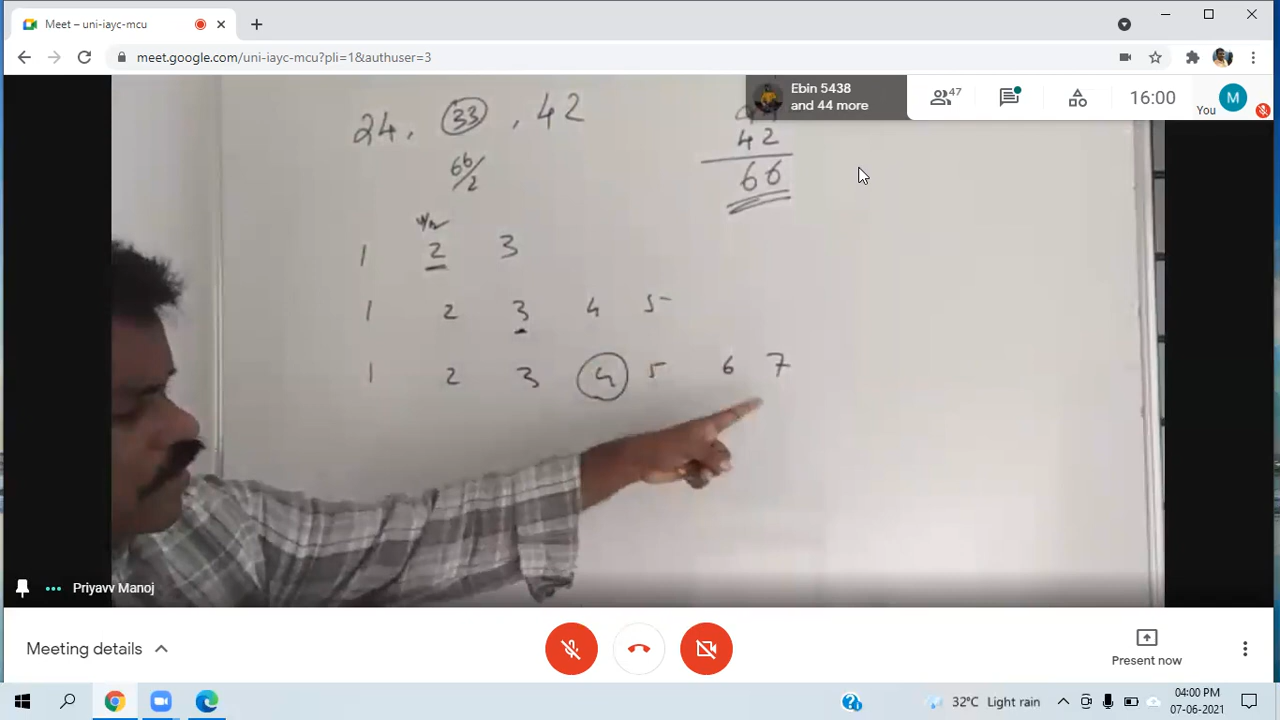 Meet – uni-iayc-mcu
meet.google.com/uni-iayc-mcu?pli=1&authuser=3
Ebin 5438
and 44 more
47
16:00
You
M
24, 33, 42
66/2
42
66
1 2 3
1 2 3 4 5
1 2 3 4 5 6 7
Priyavv Manoj
Meeting details
Present now
32°C Light rain
04:00 PM
07-06-2021